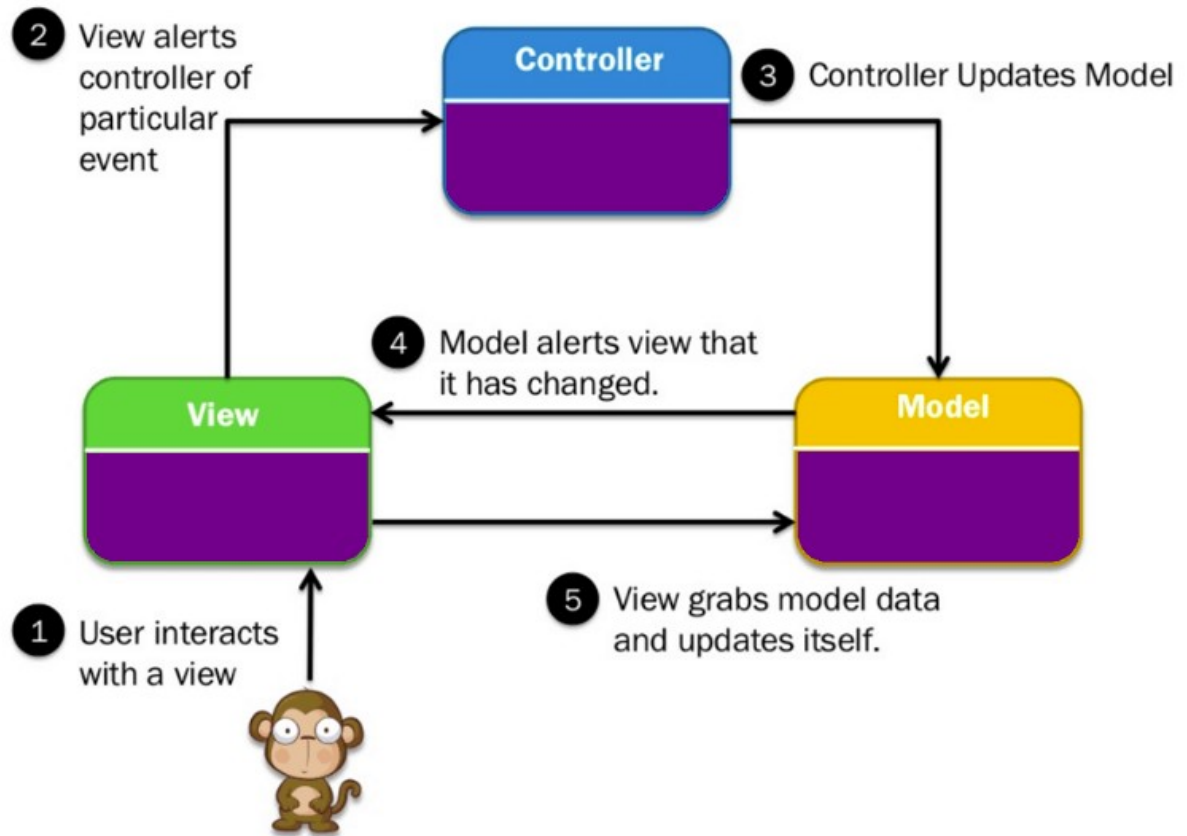 2 View alerts
controller of
particular
event
Controller
3 Controller Updates Model
4 Model alerts view that
it has changed.
View
Model
5 View grabs model data
and updates itself.
1 User interacts
with a view